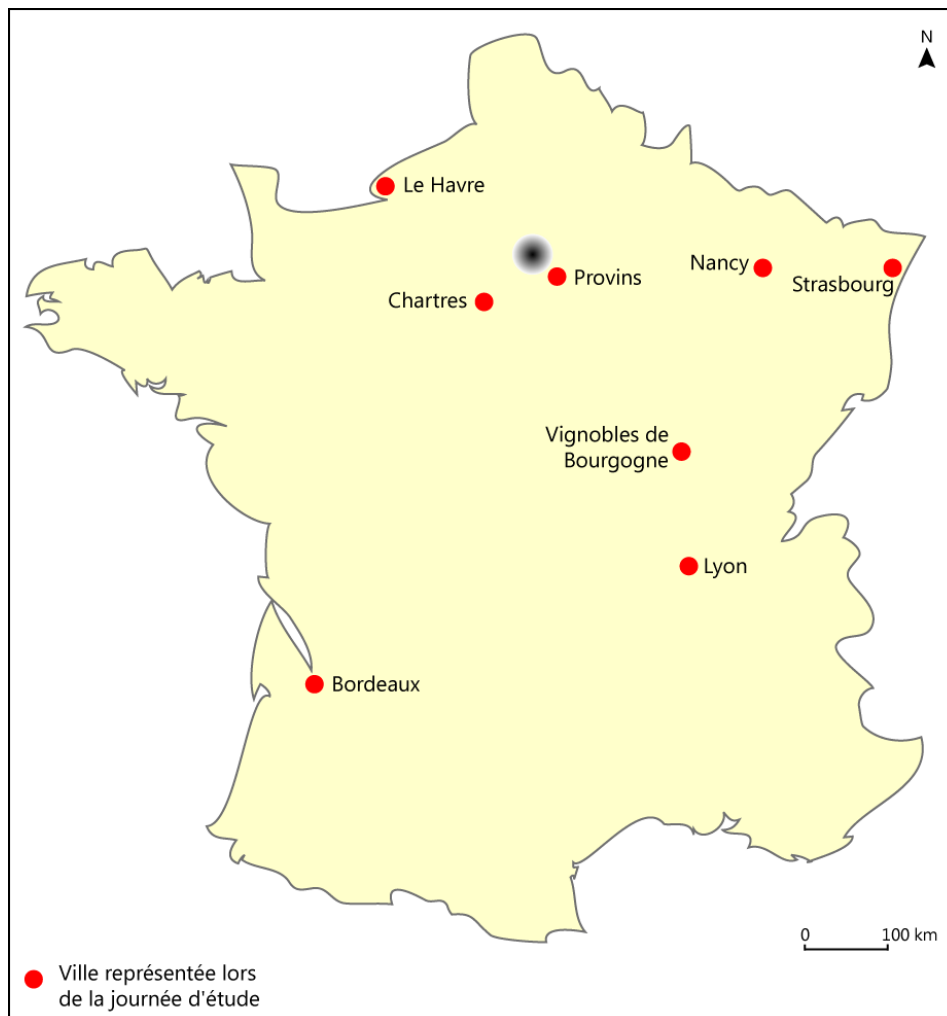 N
Le Havre
Nancy
Strasbourg
Provins
Chartres
Vignobles de
Bourgogne
Lyon
Bordeaux
0 100 km
Ville représentée lors
de la journée d'étude